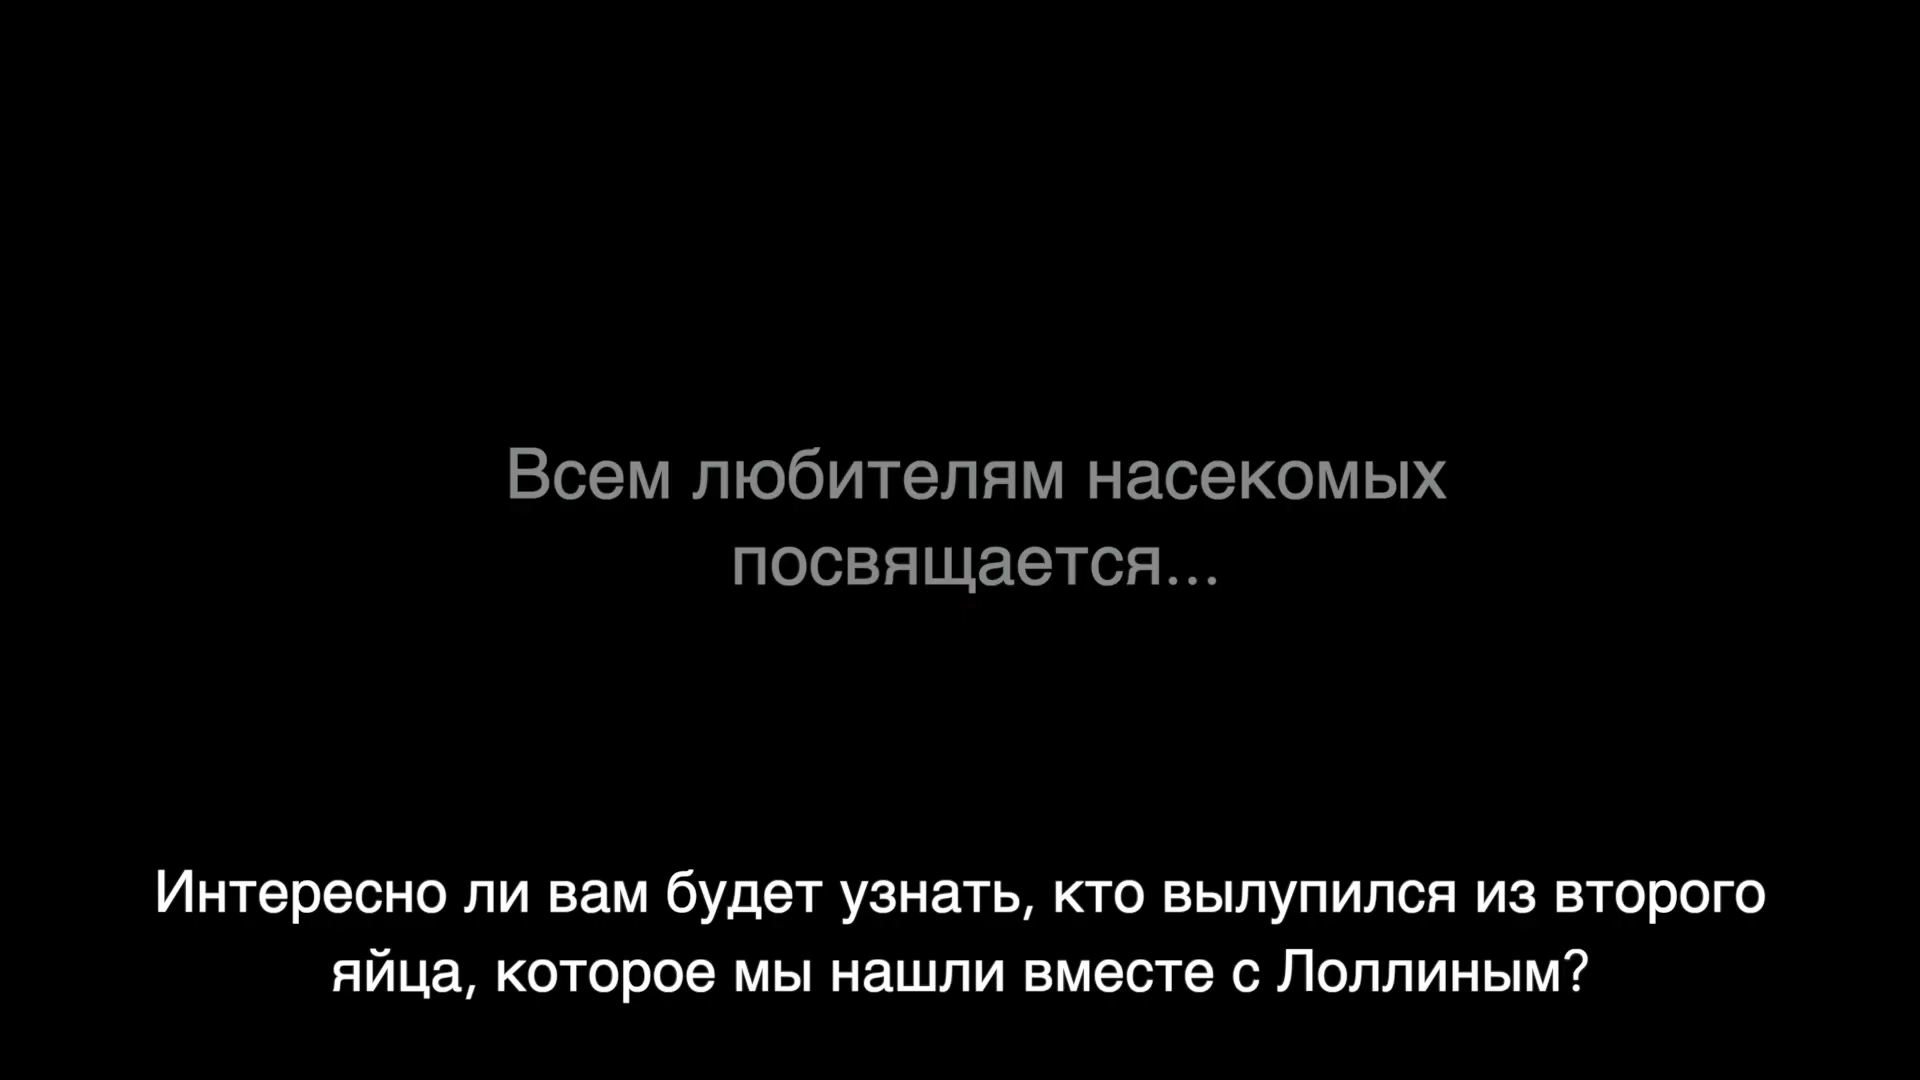 Всем любителям насекомых
посвящается...
Интересно ли вам будет узнать, кто вылупился из второго
яйца, которое мы нашли вместе с Лоллиным?